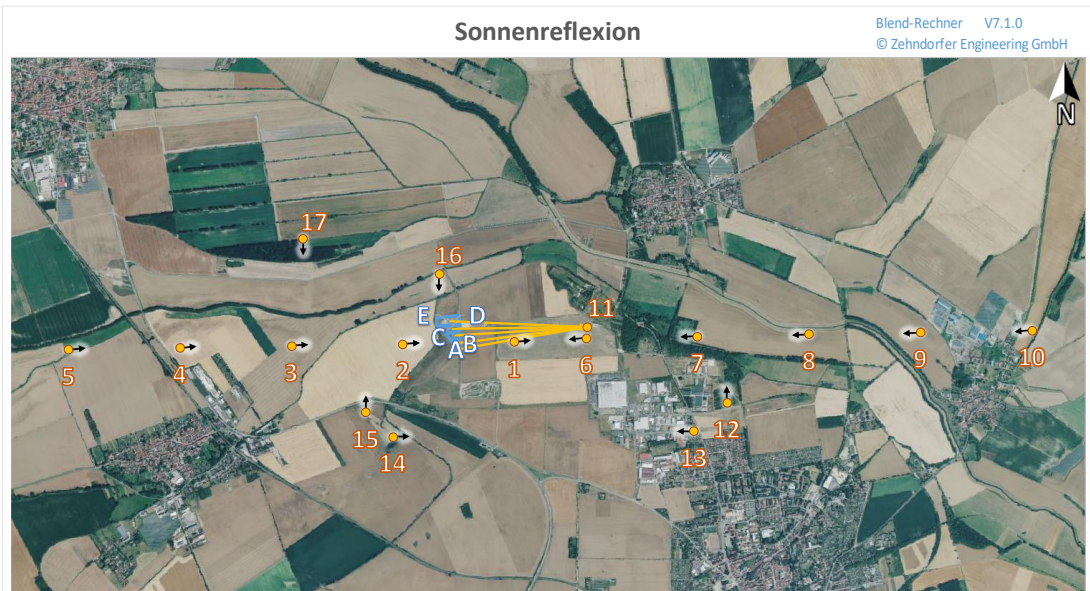 Sonnenreflexion
Blend-Rechner V7.1.0
© Zehndorfer Engineering GmbH
N
17
16
E D 11
C
A B
5 4 3 2 1 6 7 8 9 10
15 12
14 13